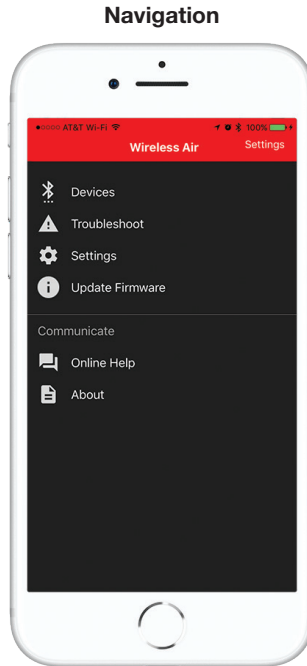 Navigation
AT&T Wi-Fi 100%
Wireless Air Settings
Devices
Troubleshoot
Settings
Update Firmware
Communicate
Online Help
About